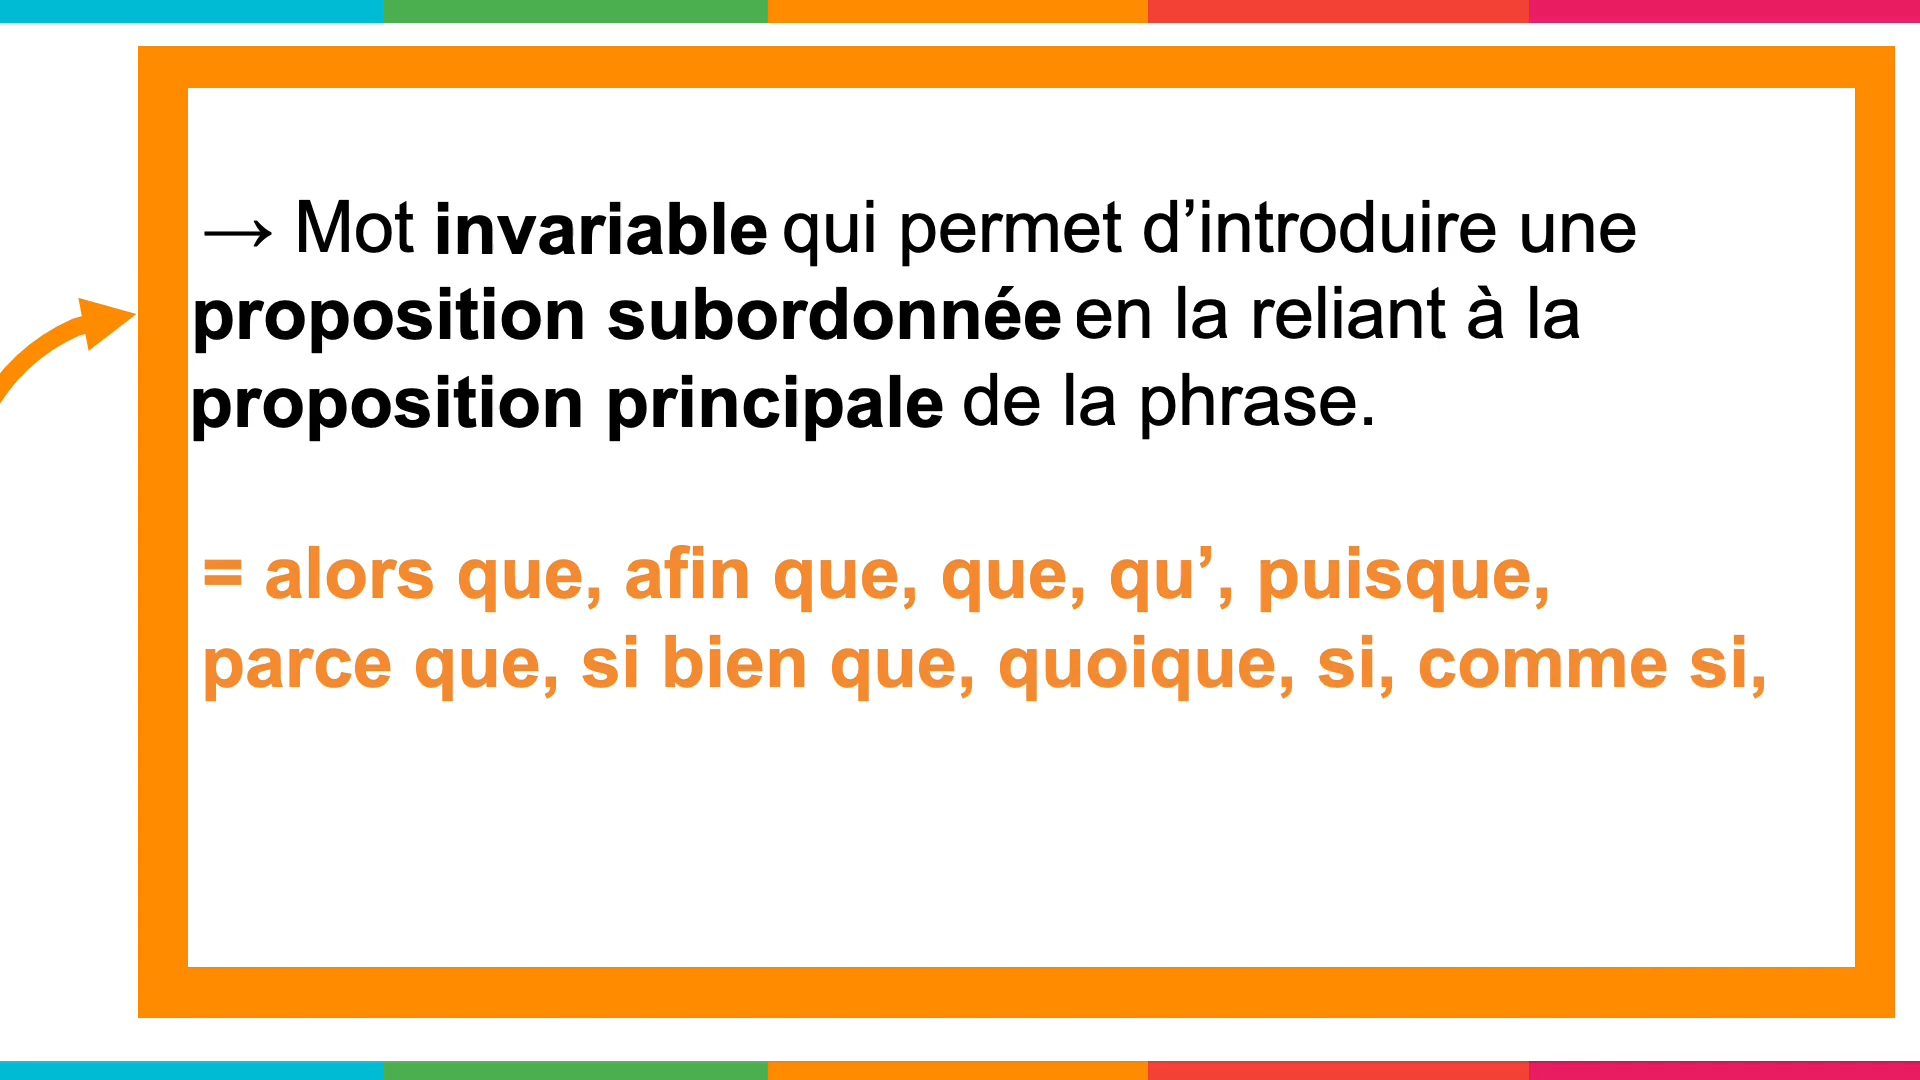 → Mot invariable qui permet d’introduire une
proposition subordonnée en la reliant à la
proposition principale de la phrase.
= alors que, afin que, que, qu’, puisque,
parce que, si bien que, quoique, si, comme si,